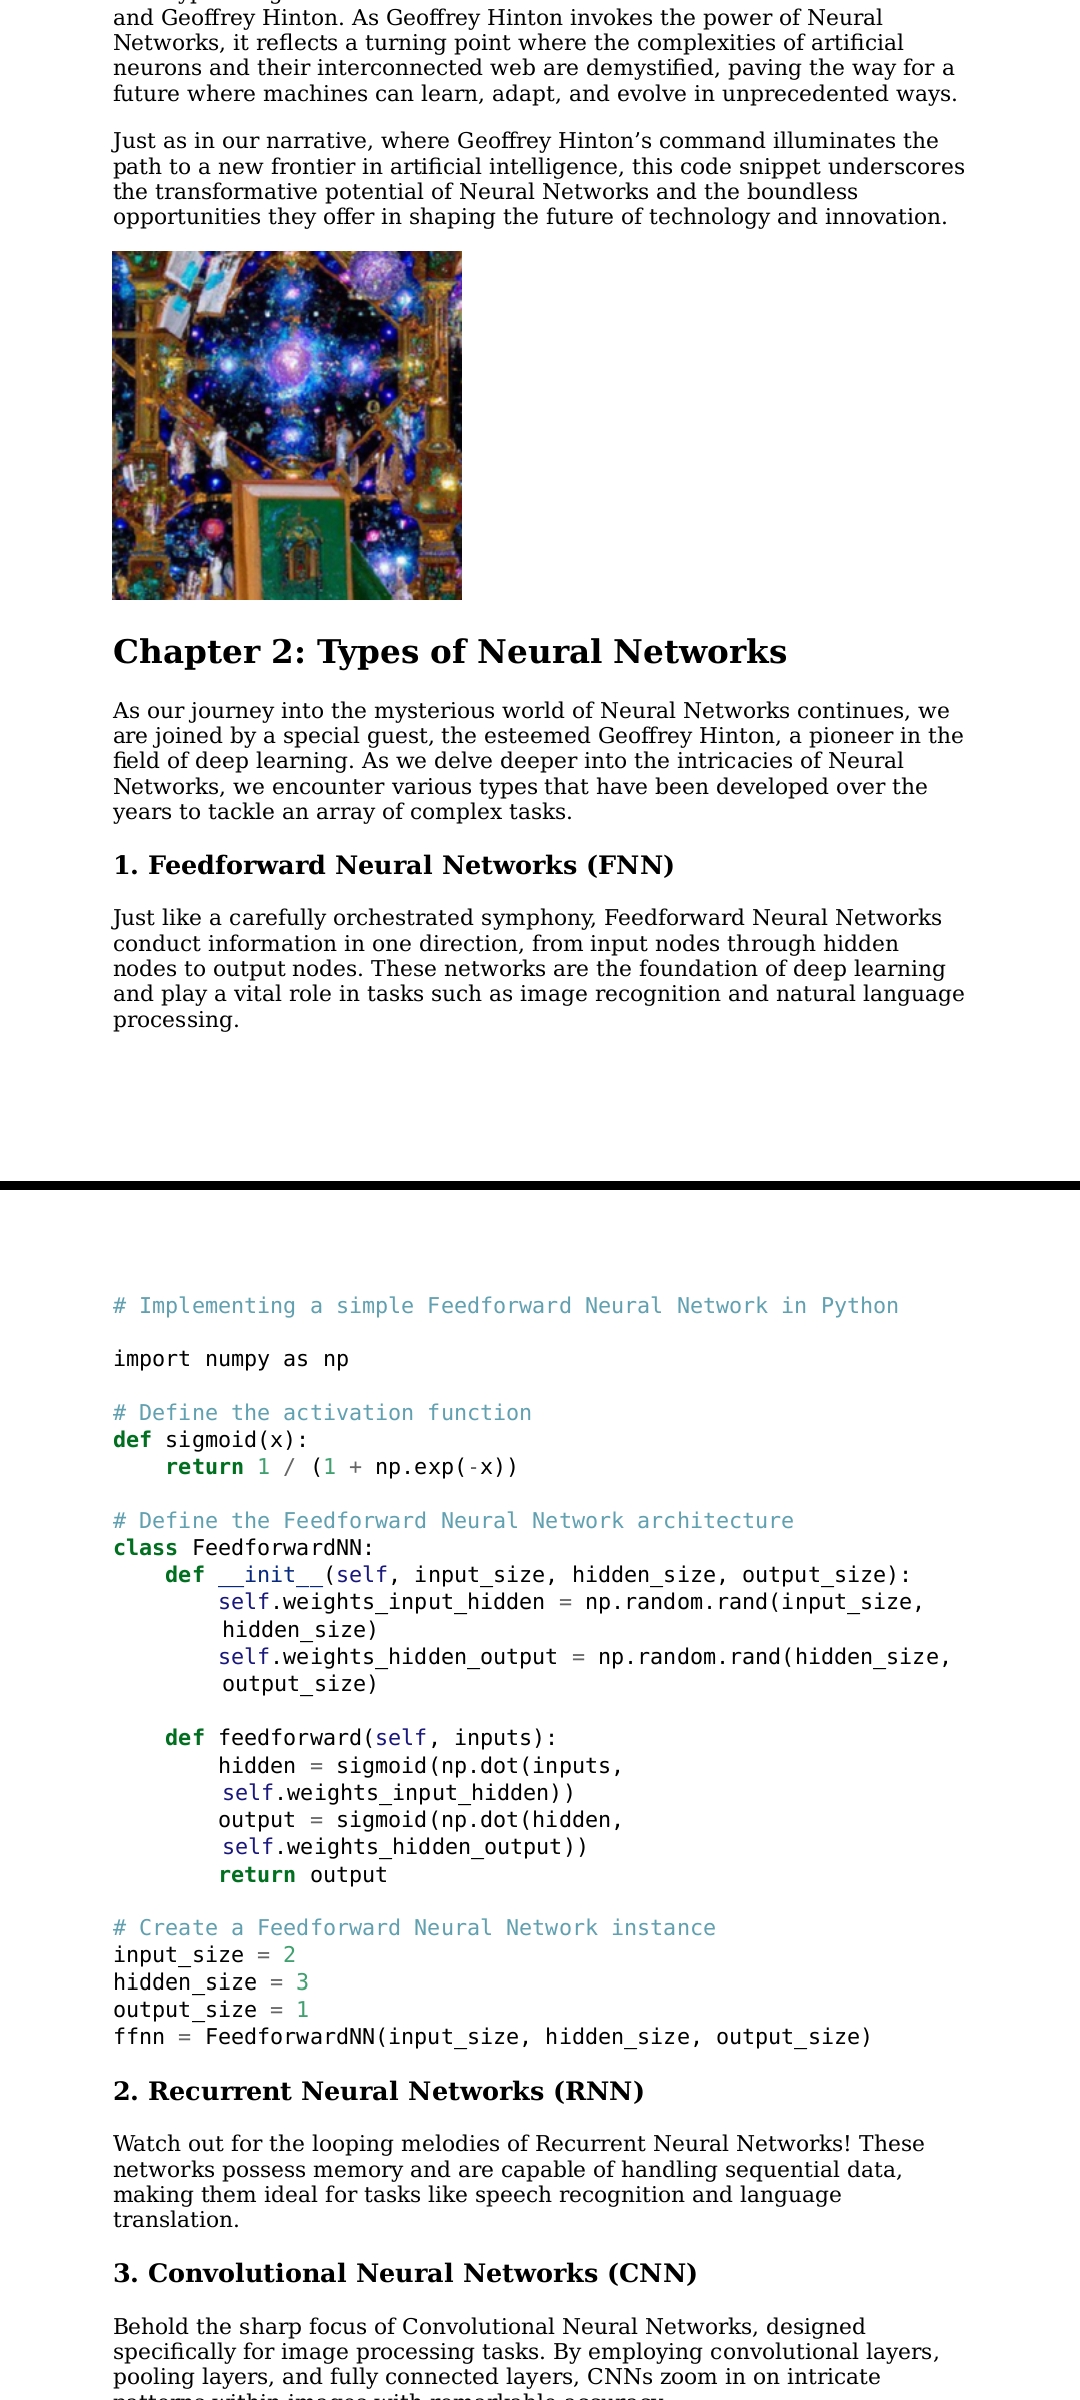 and Geoffrey Hinton. As Geoffrey Hinton invokes the power of Neural
Networks, it reflects a turning point where the complexities of artificial
neurons and their interconnected web are demystified, paving the way for a
future where machines can learn, adapt, and evolve in unprecedented ways.
Just as in our narrative, where Geoffrey Hinton’s command illuminates the
path to a new frontier in artificial intelligence, this code snippet underscores
the transformative potential of Neural Networks and the boundless
opportunities they offer in shaping the future of technology and innovation.
Chapter 2: Types of Neural Networks
As our journey into the mysterious world of Neural Networks continues, we
are joined by a special guest, the esteemed Geoffrey Hinton, a pioneer in the
field of deep learning. As we delve deeper into the intricacies of Neural
Networks, we encounter various types that have been developed over the
years to tackle an array of complex tasks.
1. Feedforward Neural Networks (FNN)
Just like a carefully orchestrated symphony, Feedforward Neural Networks
conduct information in one direction, from input nodes through hidden
nodes to output nodes. These networks are the foundation of deep learning
and play a vital role in tasks such as image recognition and natural language
processing.
# Implementing a simple Feedforward Neural Network in Python
import numpy as np
# Define the activation function
def sigmoid(x):
    return 1 / (1 + np.exp(-x))
# Define the Feedforward Neural Network architecture
class FeedforwardNN:
    def __init__(self, input_size, hidden_size, output_size):
        self.weights_input_hidden = np.random.rand(input_size,
        hidden_size)
        self.weights_hidden_output = np.random.rand(hidden_size,
        output_size)
    def feedforward(self, inputs):
        hidden = sigmoid(np.dot(inputs,
        self.weights_input_hidden))
        output = sigmoid(np.dot(hidden,
        self.weights_hidden_output))
        return output
# Create a Feedforward Neural Network instance
input_size = 2
hidden_size = 3
output_size = 1
ffnn = FeedforwardNN(input_size, hidden_size, output_size)
2. Recurrent Neural Networks (RNN)
Watch out for the looping melodies of Recurrent Neural Networks! These
networks possess memory and are capable of handling sequential data,
making them ideal for tasks like speech recognition and language
translation.
3. Convolutional Neural Networks (CNN)
Behold the sharp focus of Convolutional Neural Networks, designed
specifically for image processing tasks. By employing convolutional layers,
pooling layers, and fully connected layers, CNNs zoom in on intricate
patterns within images with remarkable accuracy.